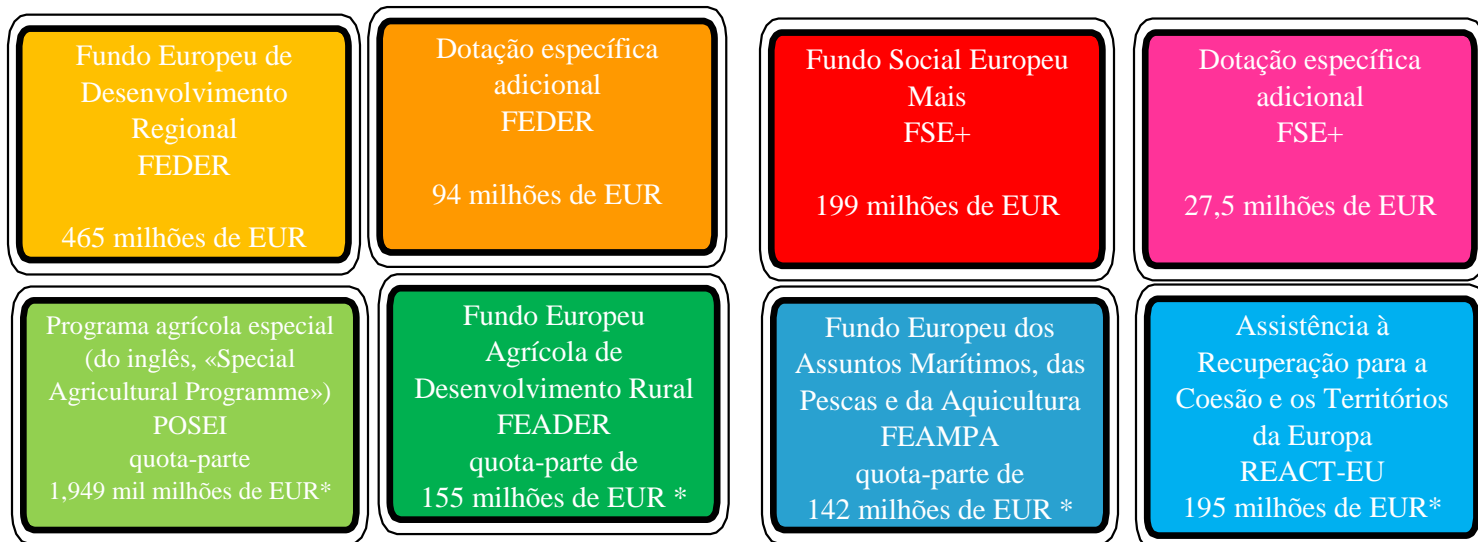 Fundo Europeu de
Desenvolvimento
Regional
FEDER
465 milhões de EUR
Dotação específica
adicional
FEDER
94 milhões de EUR
Fundo Social Europeu
Mais
FSE+
199 milhões de EUR
Dotação específica
adicional
FSE+
27,5 milhões de EUR
Programa agrícola especial
(do inglês, «Special
Agricultural Programme»)
POSEI
quota-parte
1,949 mil milhões de EUR*
Fundo Europeu
Agrícola de
Desenvolvimento Rural
FEADER
quota-parte de
155 milhões de EUR *
Fundo Europeu dos
Assuntos Marítimos, das
Pescas e da Aquicultura
FEAMPA
quota-parte de
142 milhões de EUR *
Assistência à
Recuperação para a
Coesão e os Territórios
da Europa
REACT-EU
195 milhões de EUR*